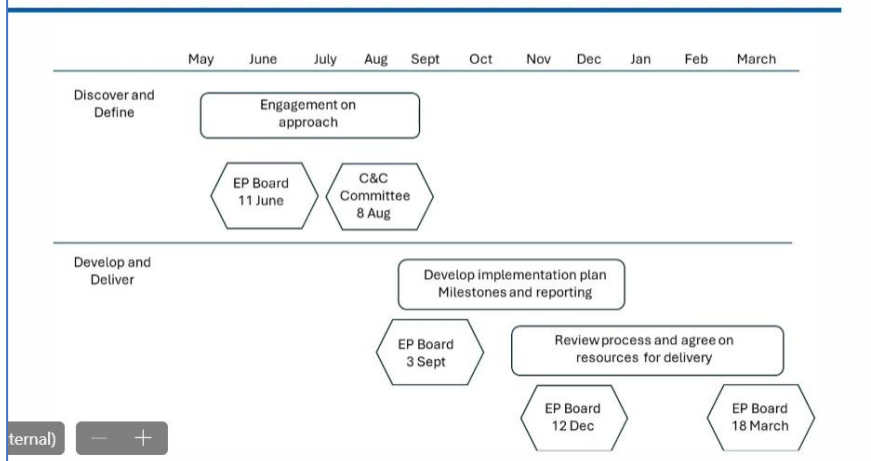 May June July Aug Sept Oct Nov Dec Jan Feb March
Discover and
Define
Engagement on
approach
EP Board
11 June
C&C
Committee
8 Aug
Develop and
Deliver
Develop implementation plan
Milestones and reporting
EP Board
3 Sept
Review process and agree on
resources for delivery
EP Board
12 Dec
EP Board
18 March
ternal)